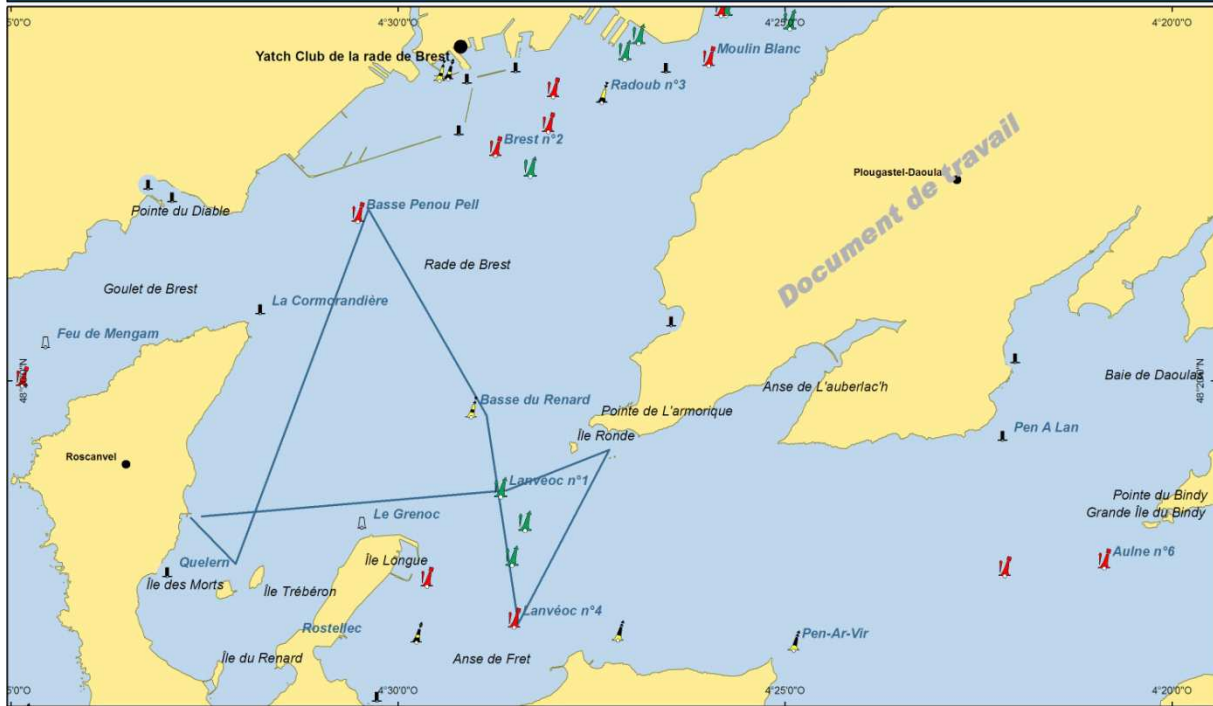 5°0'O
4°30'0"O
4°25'0"O
4°20'0"O
Yatch Club de la rade de Brest
Moulin Blanc
Radoub n°3
Brest n°2
Plougastel-Daoula
Document de travail
Pointe du Diable
Basse Penou Pell
Rade de Brest
Goulet de Brest
La Cormorandière
Feu de Mengam
Anse de L'auberlac'h
Baie de Daoulas
48°20'0"N
48°20'0"N
Basse du Renard
Pointe de L'armorique
Île Ronde
Pen A Lan
Roscanvel
Lanvéoc n°1
Pointe du Bindy
Grande Île du Bindy
Le Grenoc
Quelern
Île Longue
Aulne n°6
Île des Morts
Île Trébéron
Lanvéoc n°4
Rostellec
Pen-Ar-Vir
Île du Renard
Anse de Fret
5°0'O
4°30'0"O
4°25'0"O
4°20'0"O